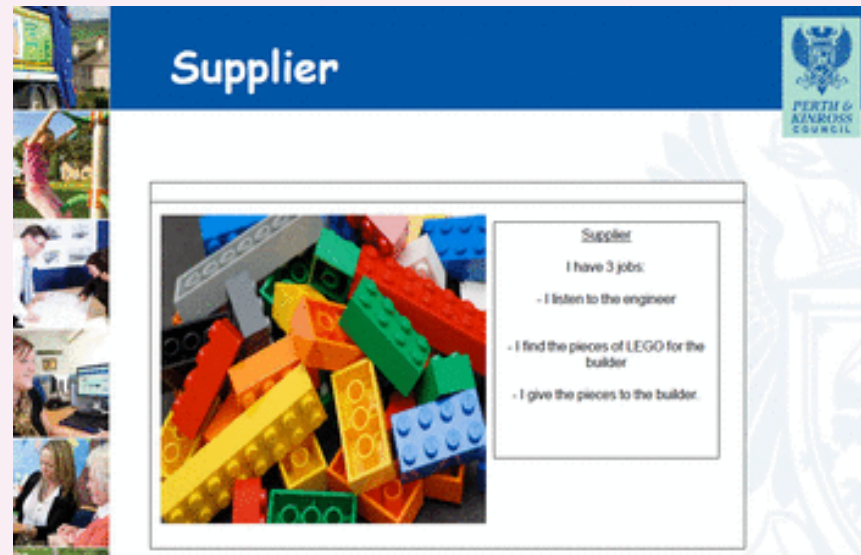 Supplier
PERTH &
KINROSS
COUNCIL
Supplier
I have 3 jobs:
- I listen to the engineer
- I find the pieces of LEGO for the
builder
- I give the pieces to the builder.